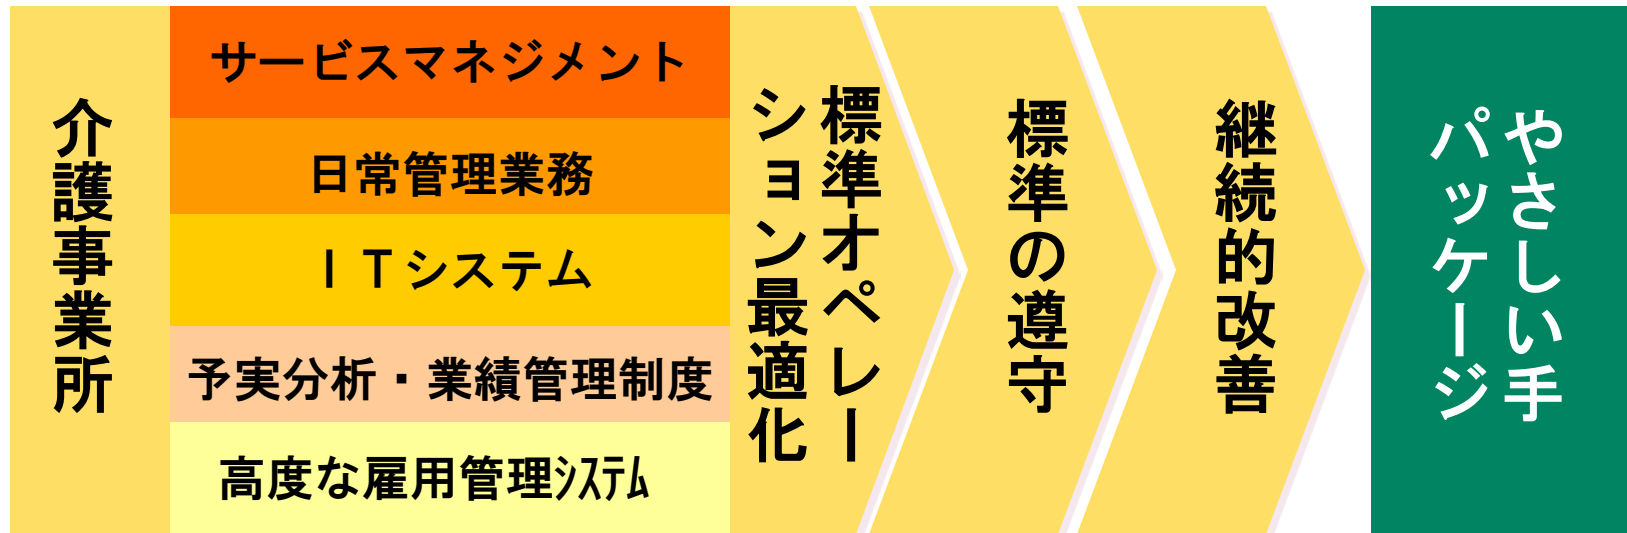 介護事業所
サービスマネジメント
日常管理業務
ＩＴシステム
予実分析・業績管理制度
高度な雇用管理ｼｽﾃﾑ
標準オペレー
ション最適化
標準の遵守
継続的改善
やさしい手
パッケージ